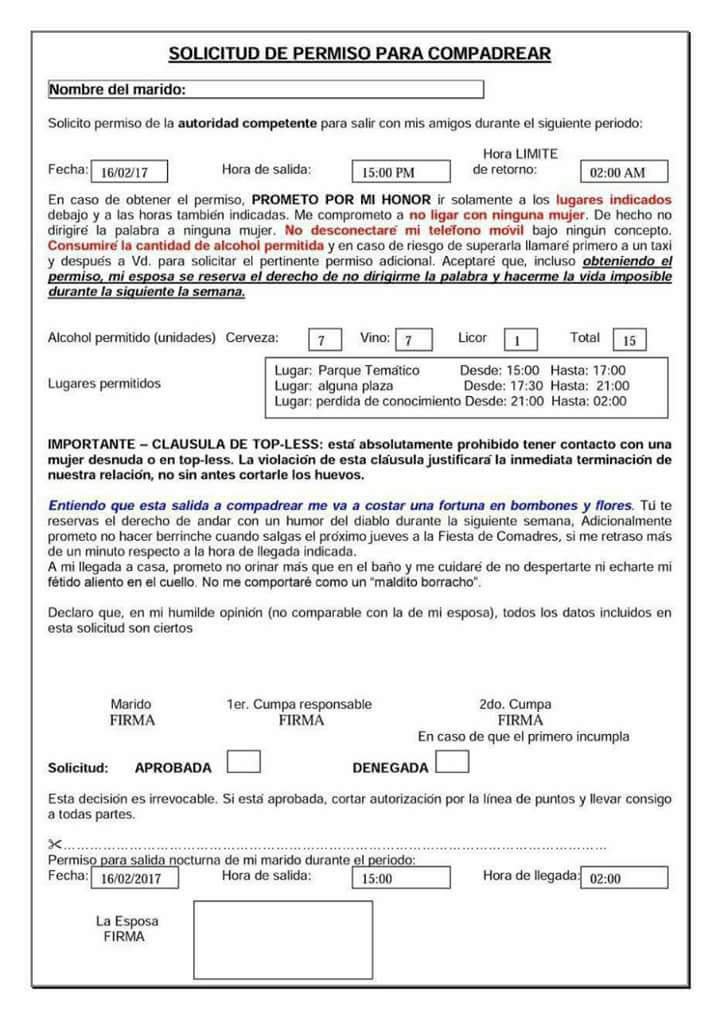 SOLICITUD DE PERMISO PARA COMPADREAR
Nombre del marido:
Solicito permiso de la autoridad competente para salir con mis amigos durante el siguiente periodo:
Fecha: 16/02/17 Hora de salida: 15:00 PM Hora LIMITE de retorno: 02:00 AM
En caso de obtener el permiso, PROMETO POR MI HONOR ir solamente a los lugares indicados
debajo y a las horas también indicadas. Me comprometo a no ligar con ninguna mujer. De hecho no
dirigiré la palabra a ninguna mujer. No desconectaré mi teléfono móvil bajo ningún concepto.
Consumiré la cantidad de alcohol permitida y en caso de riesgo de superarla llamaré primero a un taxi
y después a Vd. para solicitar el pertinente permiso adicional. Aceptaré que, incluso obteniendo el
permiso, mi esposa se reserva el derecho de no dirigirme la palabra y hacerme la vida imposible
durante la siguiente la semana.
Alcohol permitido (unidades) Cerveza: 7 Vino: 7 Licor 1 Total 15
Lugares permitidos
Lugar: Parque Temático Desde: 15:00 Hasta: 17:00
Lugar: alguna plaza Desde: 17:30 Hasta: 21:00
Lugar: perdida de conocimiento Desde: 21:00 Hasta: 02:00
IMPORTANTE – CLAUSULA DE TOP-LESS: está absolutamente prohibido tener contacto con una
mujer desnuda o en top-less. La violación de esta cláusula justificará la inmediata terminación de
nuestra relación, no sin antes cortarle los huevos.
Entiendo que esta salida a compadrear me va a costar una fortuna en bombones y flores. Tú te
reservas el derecho de andar con un humor del diablo durante la siguiente semana, Adicionalmente
prometo no hacer berrinche cuando salgas el próximo jueves a la Fiesta de Comadres, si me retraso más
de un minuto respecto a la hora de llegada indicada.
A mi llegada a casa, prometo no orinar más que en el baño y me cuidaré de no despertarte ni echarte mi
fétido aliento en el cuello. No me comportaré como un “maldito borracho”.
Declaro que, en mi humilde opinión (no comparable con la de mi esposa), todos los datos incluidos en
esta solicitud son ciertos
Marido 1er. Cumpa responsable 2do. Cumpa
FIRMA FIRMA FIRMA
En caso de que el primero incumpla
Solicitud: APROBADA DENEGADA
Esta decisión es irrevocable. Si está aprobada, cortar autorización por la línea de puntos y llevar consigo
a todas partes.
Permiso para salida nocturna de mi marido durante el periodo:
Fecha: 16/02/2017 Hora de salida: 15:00 Hora de llegada: 02:00
La Esposa
FIRMA